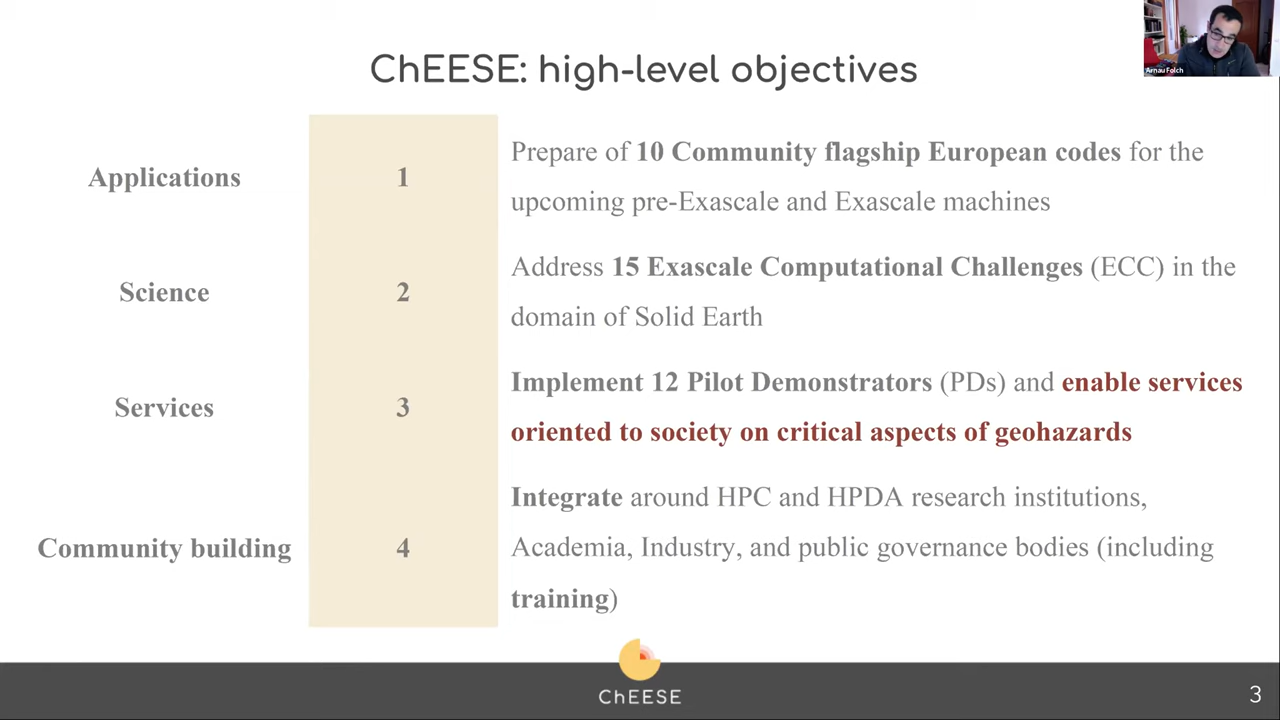 ChEESE: high-level objectives
Arnau Folch
Applications
1
Prepare of 10 Community flagship European codes for the
upcoming pre-Exascale and Exascale machines
Science
2
Address 15 Exascale Computational Challenges (ECC) in the
domain of Solid Earth
Services
3
Implement 12 Pilot Demonstrators (PDs) and enable services
oriented to society on critical aspects of geohazards
Community building
4
Integrate around HPC and HPDA research institutions,
Academia, Industry, and public governance bodies (including
training)
ChEESE
3